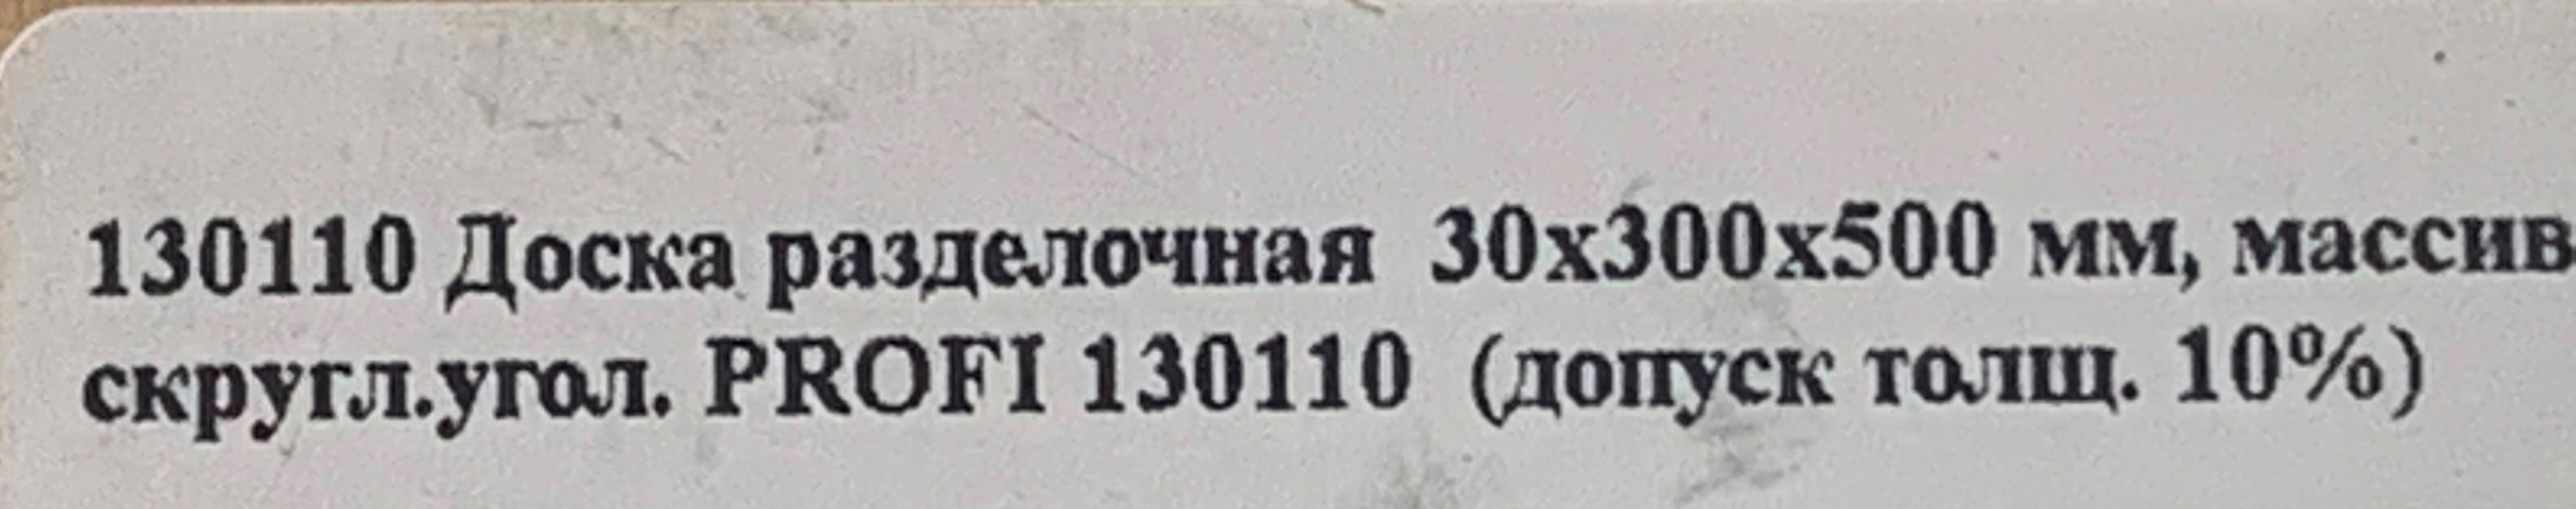 130110 Доска разделочная 30х300х500 мм, массив
скругл.угол. PROFI 130110 (допуск толщ. 10%)